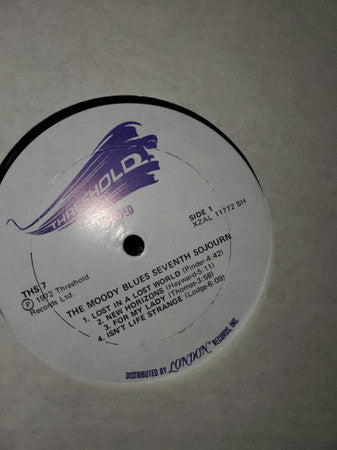 THRESHOLD
SIDE 1
XZAL 11772 SH
THS 7
℗ 1972 Threshold
Records Ltd.
THE MOODY BLUES SEVENTH SOJOURN
1. LOST IN A LOST WORLD (Pinder-4:42)
2. NEW HORIZONS (Hayward-5:11)
3. FOR MY LADY (Thomas-3:58)
4. ISN'T LIFE STRANGE (Lodge-6:09)
DISTRIBUTED BY LONDON RECORDS, INC.